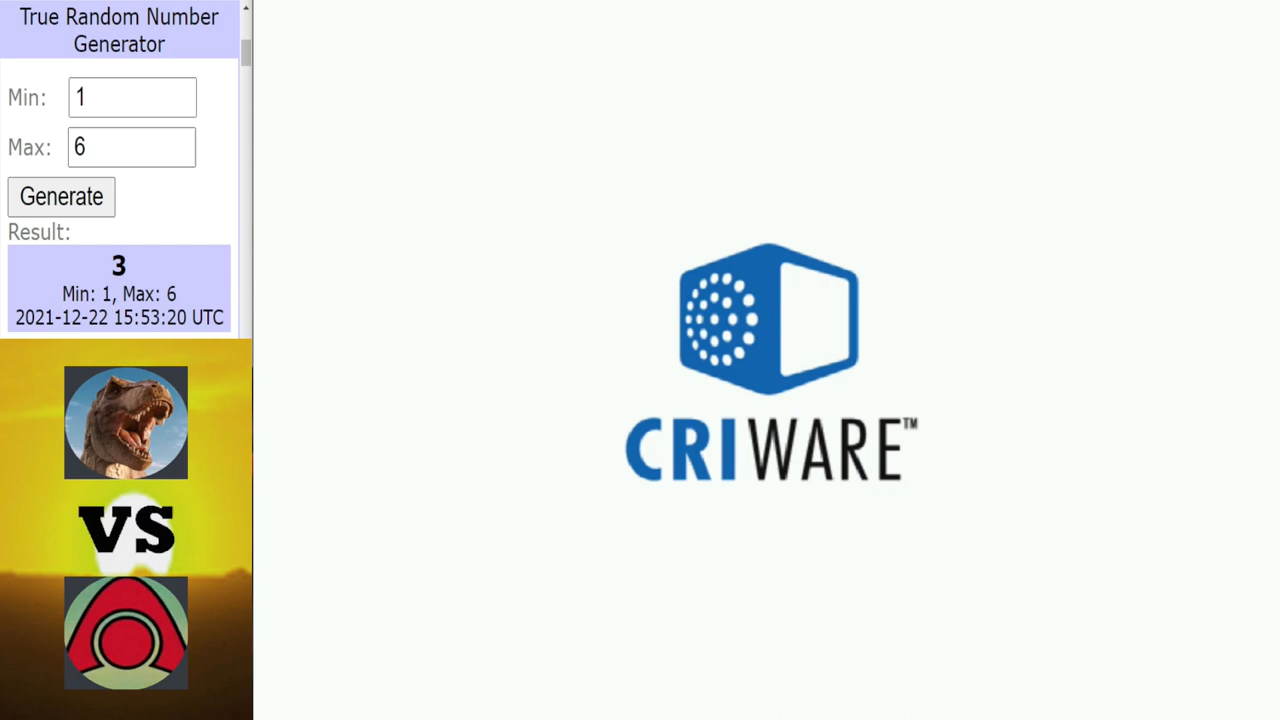 True Random Number
Generator
Min: 1
Max: 6
Generate
Result:
3
Min: 1, Max: 6
2021-12-22 15:53:20 UTC
VS
CRIWARE™